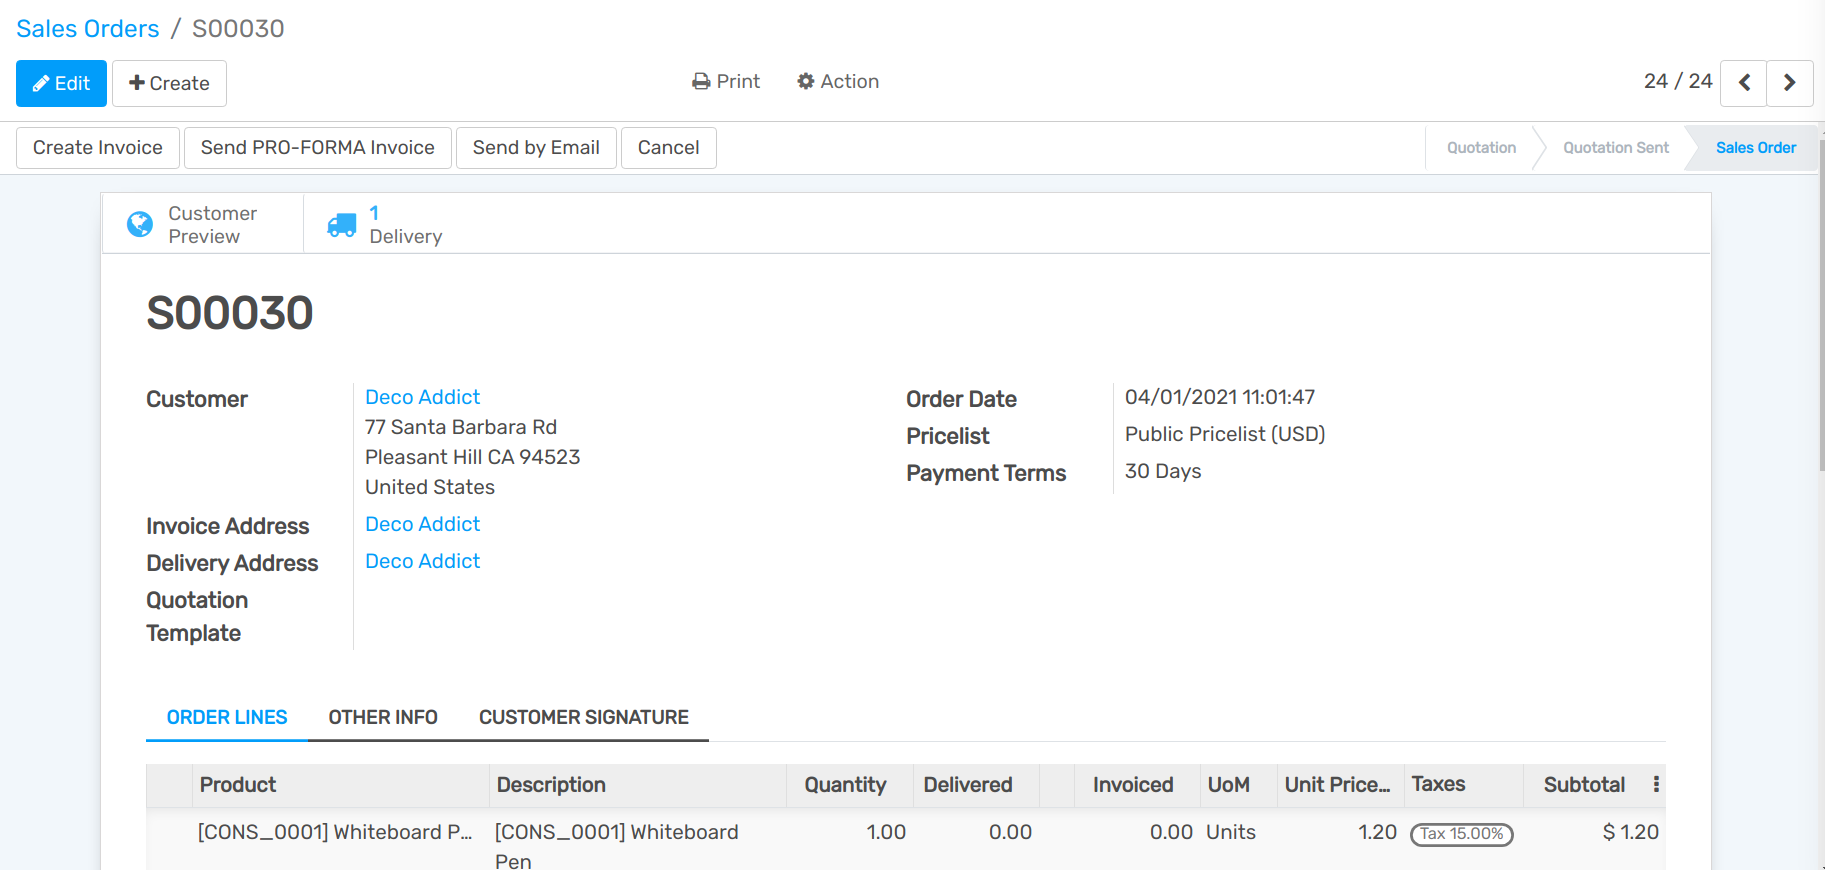 Sales Orders / S00030
Edit Create Print Action 24 / 24
Create Invoice Send PRO-FORMA Invoice Send by Email Cancel Quotation Quotation Sent Sales Order
Customer
Preview
1
Delivery
S00030
Customer
Deco Addict
77 Santa Barbara Rd
Pleasant Hill CA 94523
United States
Invoice Address Deco Addict
Delivery Address Deco Addict
Quotation
Template
Order Date 04/01/2021 11:01:47
Pricelist Public Pricelist (USD)
Payment Terms 30 Days
ORDER LINES OTHER INFO CUSTOMER SIGNATURE
Product Description Quantity Delivered Invoiced UoM Unit Price... Taxes Subtotal
[CONS_0001] Whiteboard P... [CONS_0001] Whiteboard 1.00 0.00 0.00 Units 1.20 Tax 15.00% $ 1.20
Pen